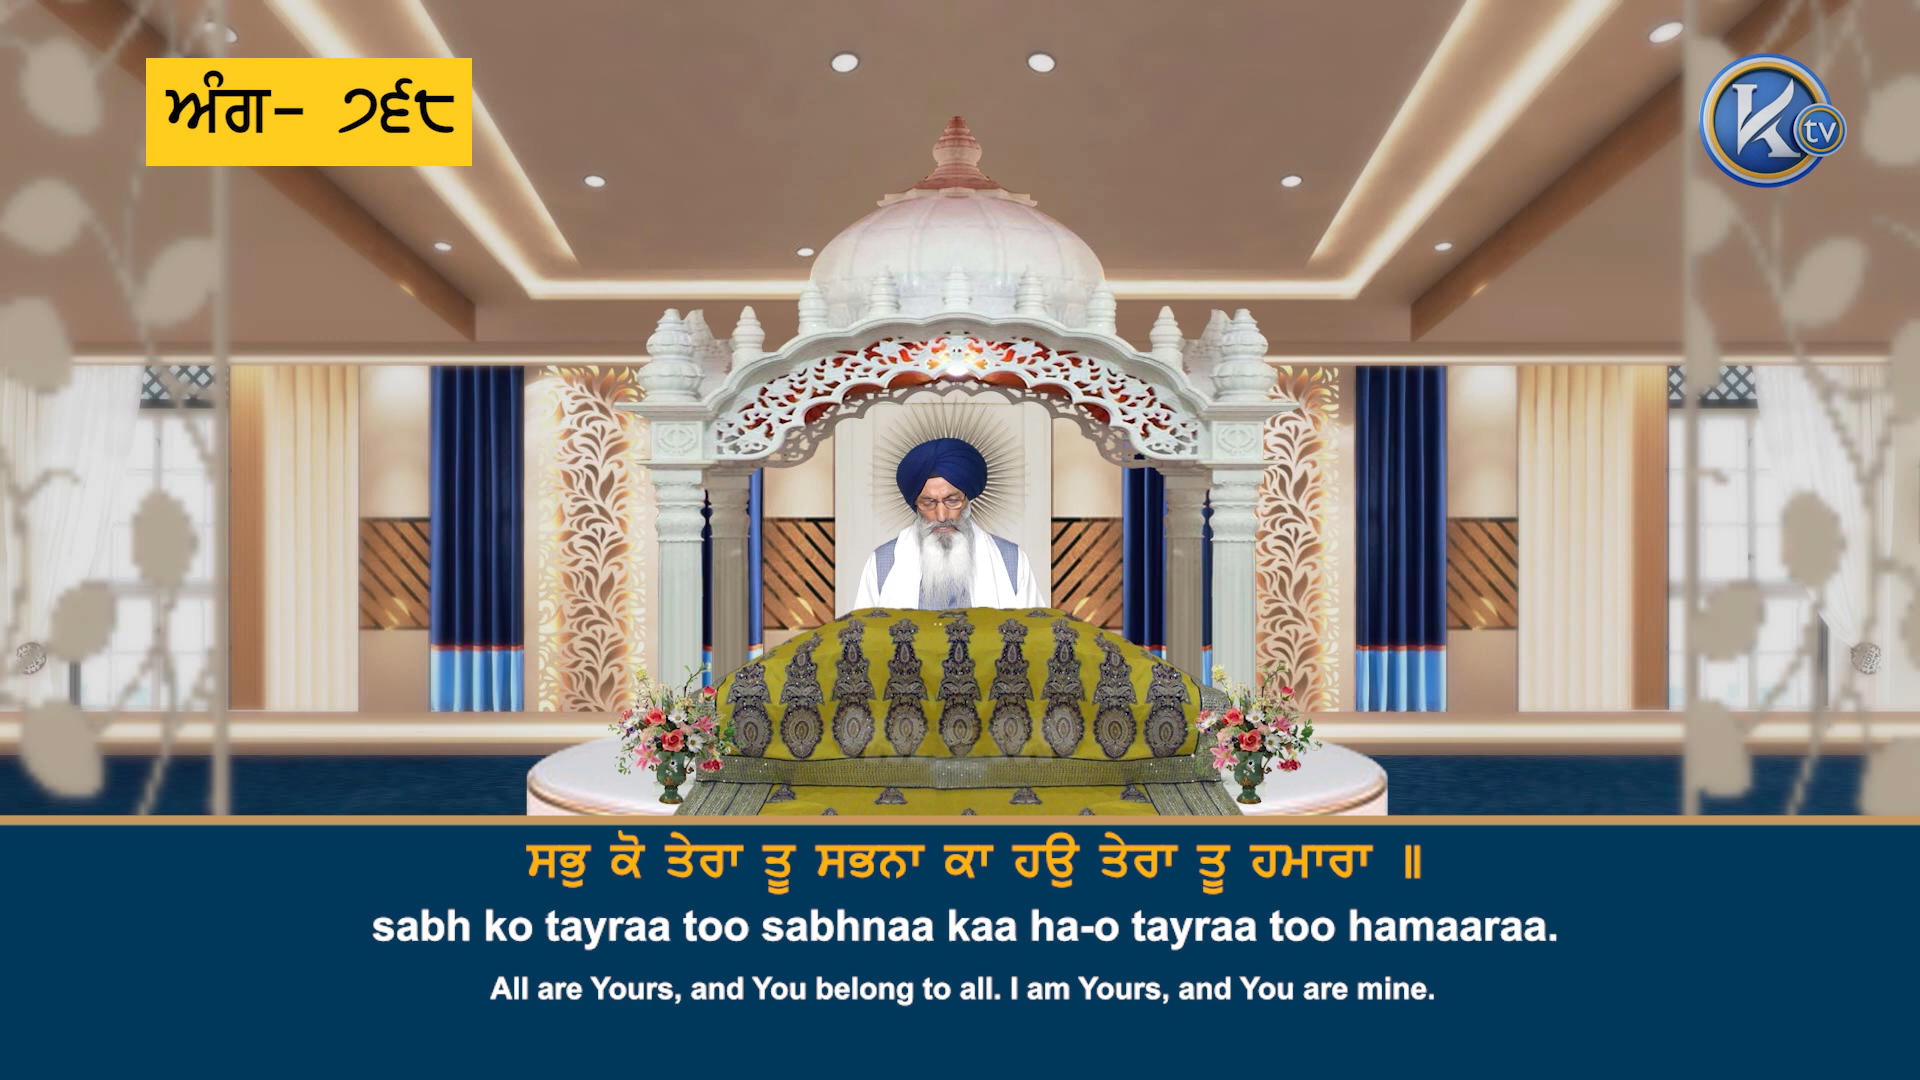 ਅੰਗ- ੭੬੮
K tv
ਸਭੁ ਕੋ ਤੇਰਾ ਤੂ ਸਭਨਾ ਕਾ ਹਉ ਤੇਰਾ ਤੂ ਹਮਾਰਾ ॥
sabh ko tayraa too sabhnaa kaa ha-o tayraa too hamaaraa.
All are Yours, and You belong to all. I am Yours, and You are mine.